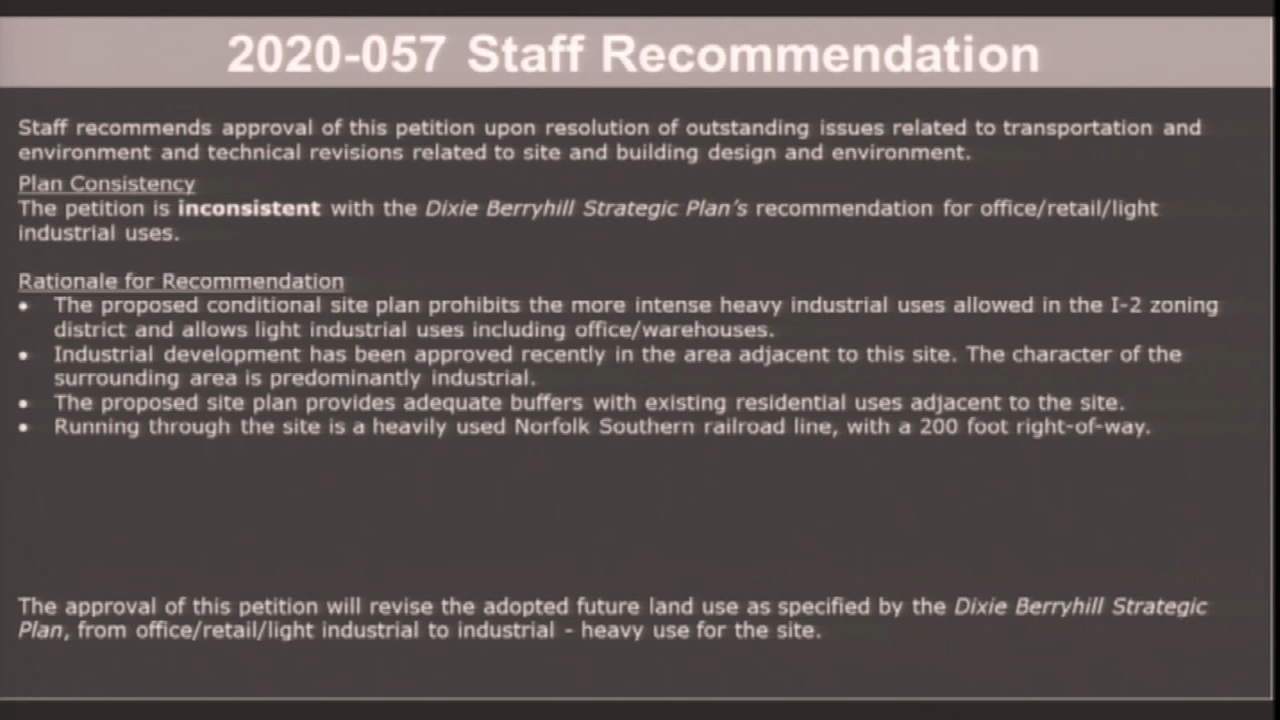 2020-057 Staff Recommendation
Staff recommends approval of this petition upon resolution of outstanding issues related to transportation and
environment and technical revisions related to site and building design and environment.
Plan Consistency
The petition is inconsistent with the Dixie Berryhill Strategic Plan's recommendation for office/retail/light
industrial uses.
Rationale for Recommendation
• The proposed conditional site plan prohibits the more intense heavy industrial uses allowed in the I-2 zoning
district and allows light industrial uses including office/warehouses.
• Industrial development has been approved recently in the area adjacent to this site. The character of the
surrounding area is predominantly industrial.
• The proposed site plan provides adequate buffers with existing residential uses adjacent to the site.
• Running through the site is a heavily used Norfolk Southern railroad line, with a 200 foot right-of-way.
The approval of this petition will revise the adopted future land use as specified by the Dixie Berryhill Strategic
Plan, from office/retail/light industrial to industrial - heavy use for the site.